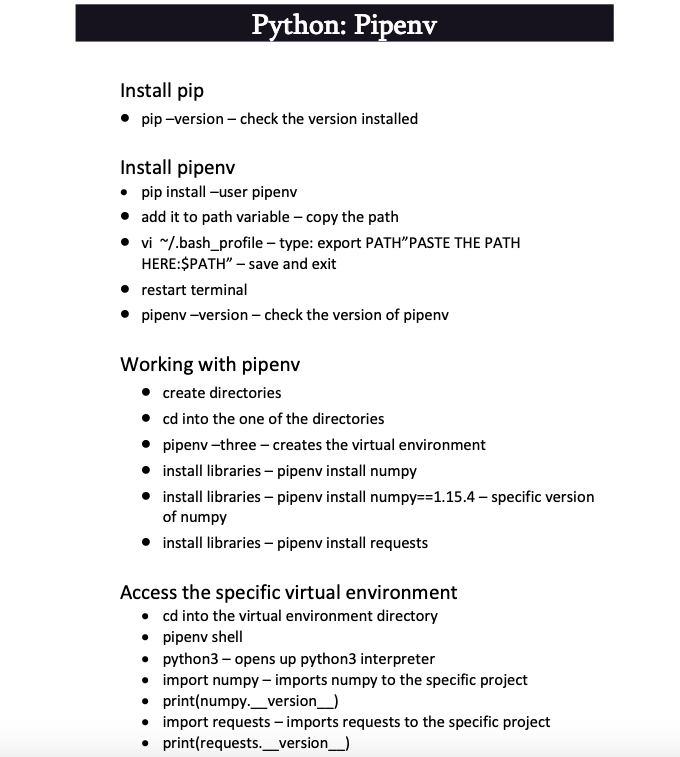 Python: Pipenv
Install pip
● pip –version – check the version installed
Install pipenv
● pip install –user pipenv
● add it to path variable – copy the path
● vi ~/.bash_profile – type: export PATH”PASTE THE PATH
HERE:$PATH” – save and exit
● restart terminal
● pipenv –version – check the version of pipenv
Working with pipenv
● create directories
● cd into the one of the directories
● pipenv –three – creates the virtual environment
● install libraries – pipenv install numpy
● install libraries – pipenv install numpy==1.15.4 – specific version
of numpy
● install libraries – pipenv install requests
Access the specific virtual environment
● cd into the virtual environment directory
● pipenv shell
● python3 – opens up python3 interpreter
● import numpy – imports numpy to the specific project
● print(numpy.__version__)
● import requests – imports requests to the specific project
● print(requests.__version__)